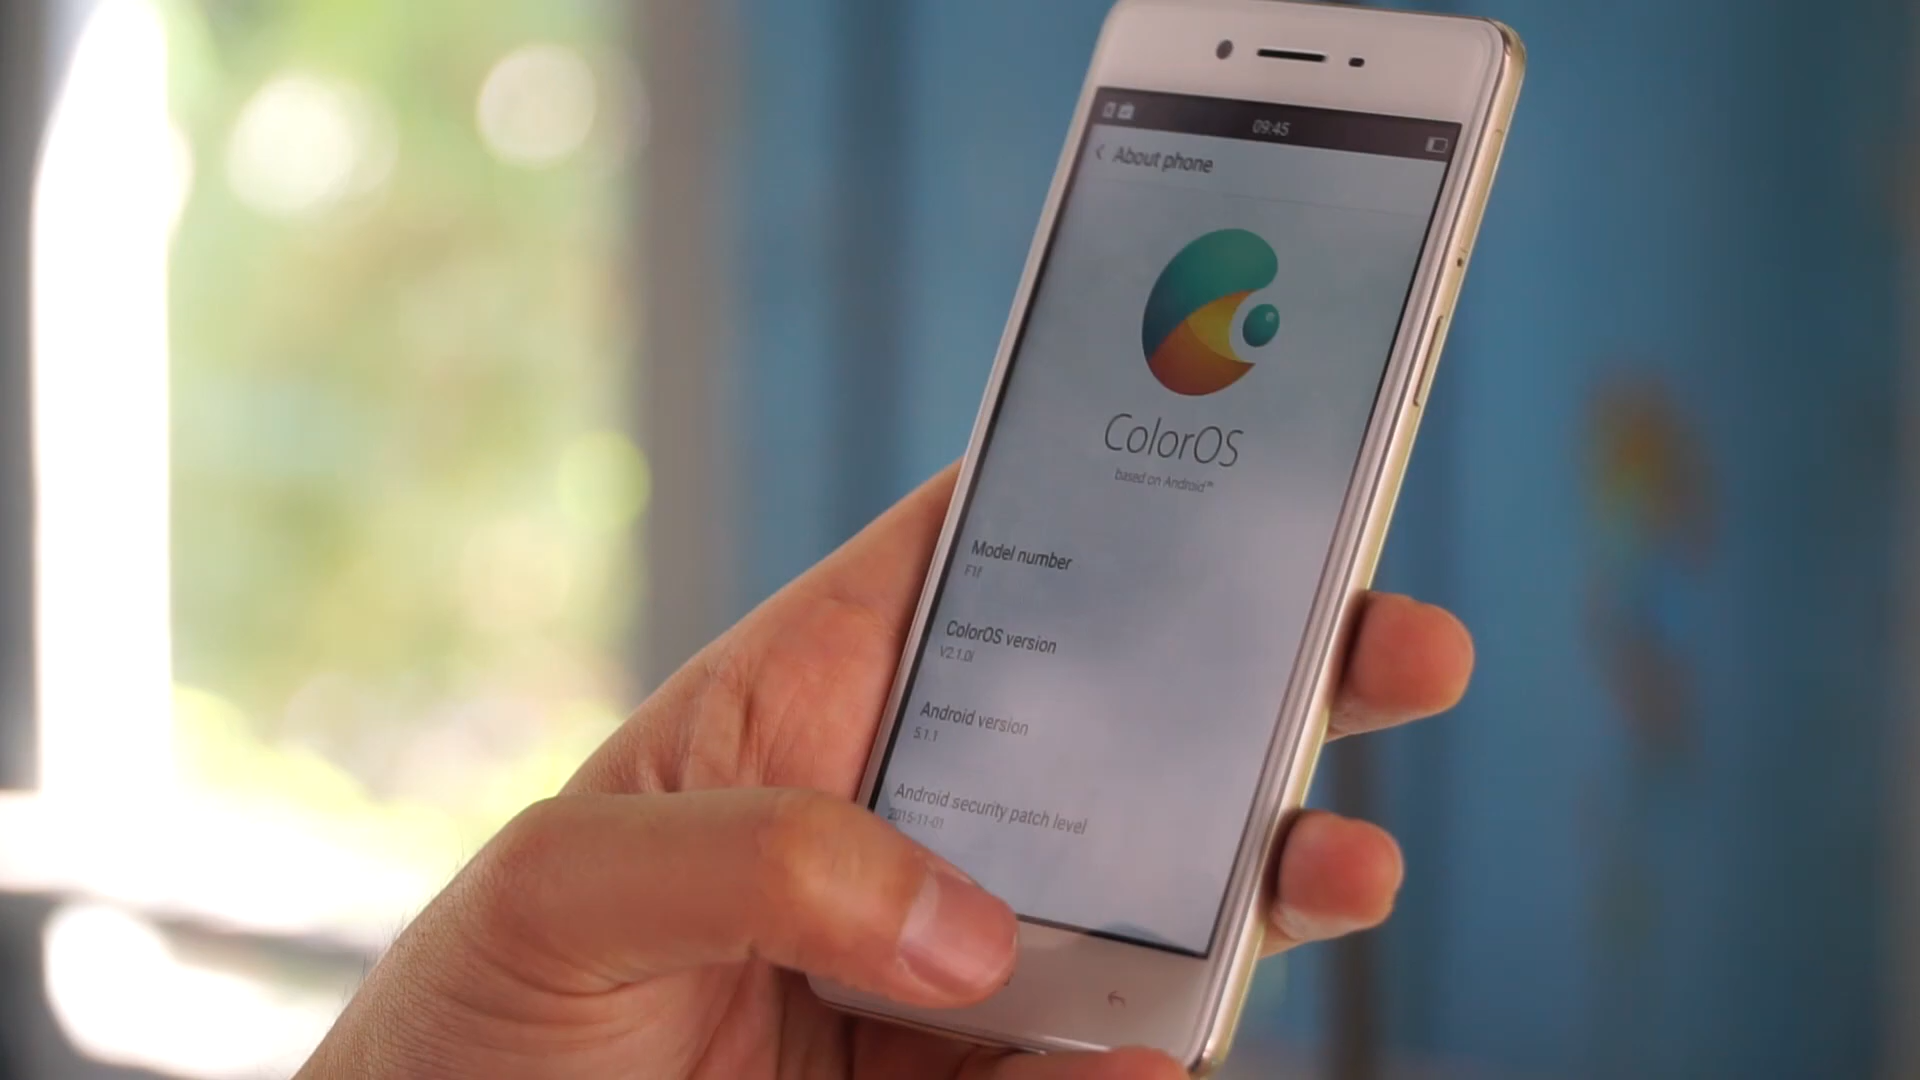 09:45
About phone
ColorOS
based on Android™
Model number
F1f
ColorOS version
V2.1.0i
Android version
5.1.1
Android security patch level
2015-11-01